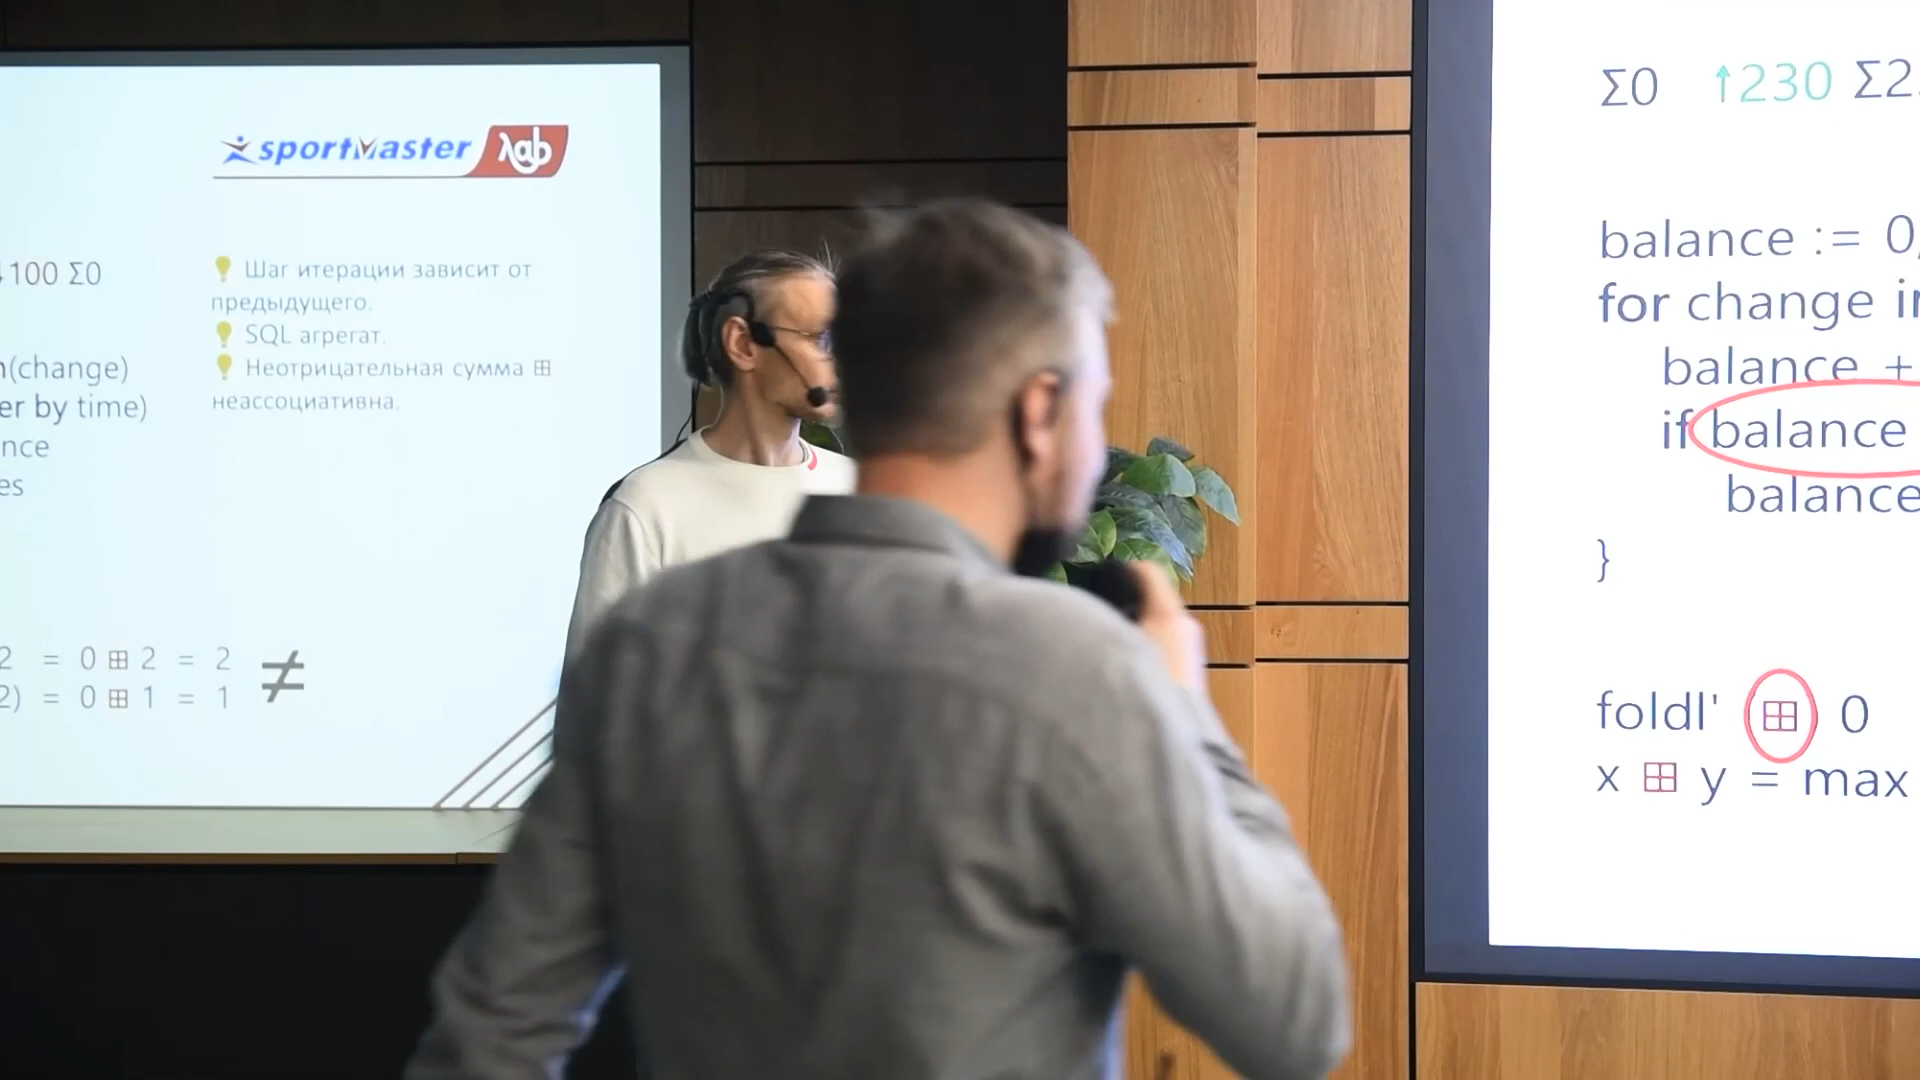 sportmaster λab
100 Σ0
(change)
er by time)
nce
es
💡 Шаг итерации зависит от
предыдущего.
💡 SQL агрегат.
💡 Неотрицательная сумма ⊞
неассоциативна.
2 = 0 ⊞ 2 = 2
2) = 0 ⊞ 1 = 1
≠
Σ0 ↑230 Σ2
balance := 0,
for change in
balance +
if balance
balance
}
foldl' ⊞ 0
x ⊞ y = max